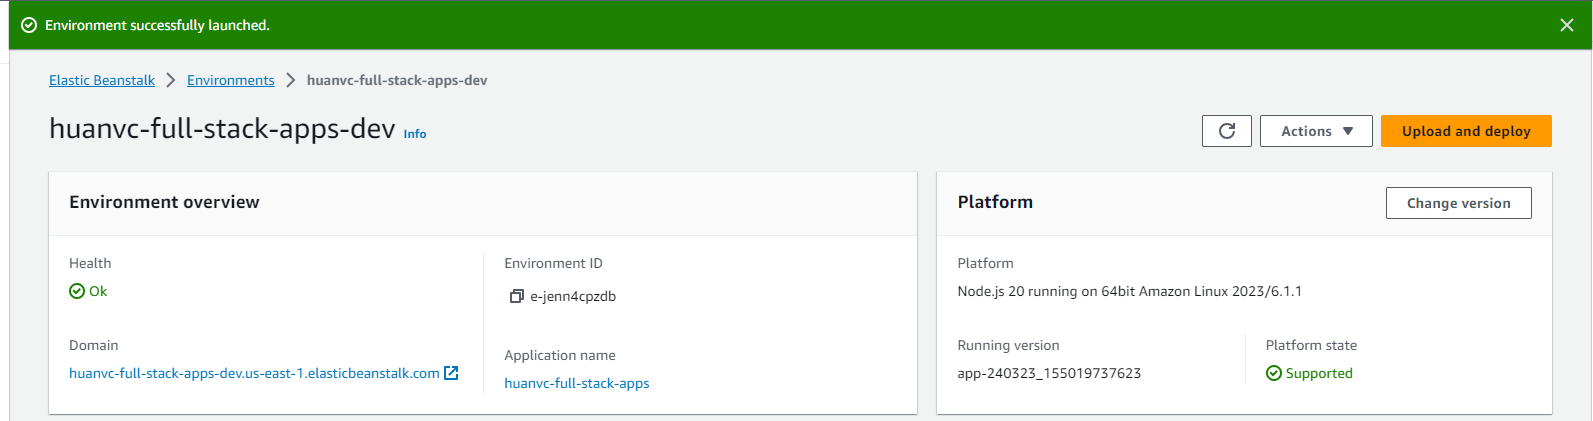 Environment successfully launched.
Elastic Beanstalk > Environments > huanvc-full-stack-apps-dev
huanvc-full-stack-apps-dev Info
Actions
Upload and deploy
Environment overview
Health
Ok
Domain
huanvc-full-stack-apps-dev.us-east-1.elasticbeanstalk.com
Environment ID
e-jenn4cpzdb
Application name
huanvc-full-stack-apps
Platform
Change version
Platform
Node.js 20 running on 64bit Amazon Linux 2023/6.1.1
Running version
app-240323_155019737623
Platform state
Supported